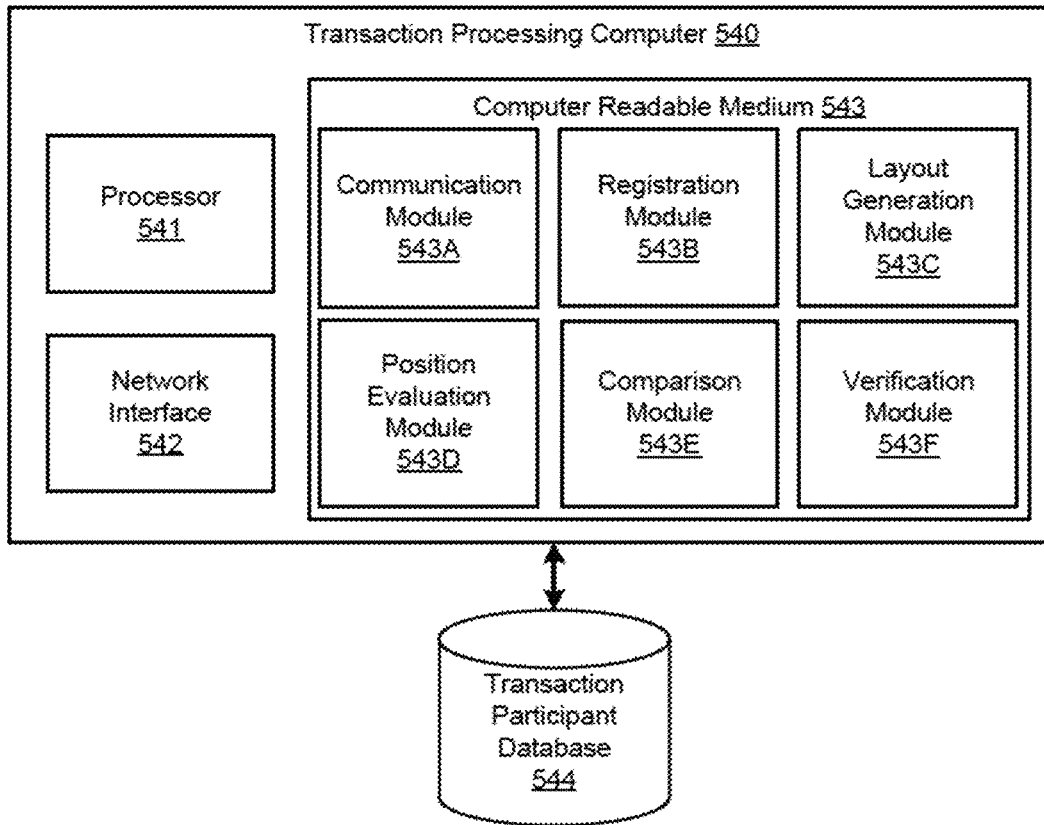 Transaction Processing Computer 540
Computer Readable Medium 543
Processor
541
Network
Interface
542
Communication
Module
543A
Registration
Module
543B
Layout
Generation
Module
543C
Position
Evaluation
Module
543D
Comparison
Module
543E
Verification
Module
543F
Transaction
Participant
Database
544